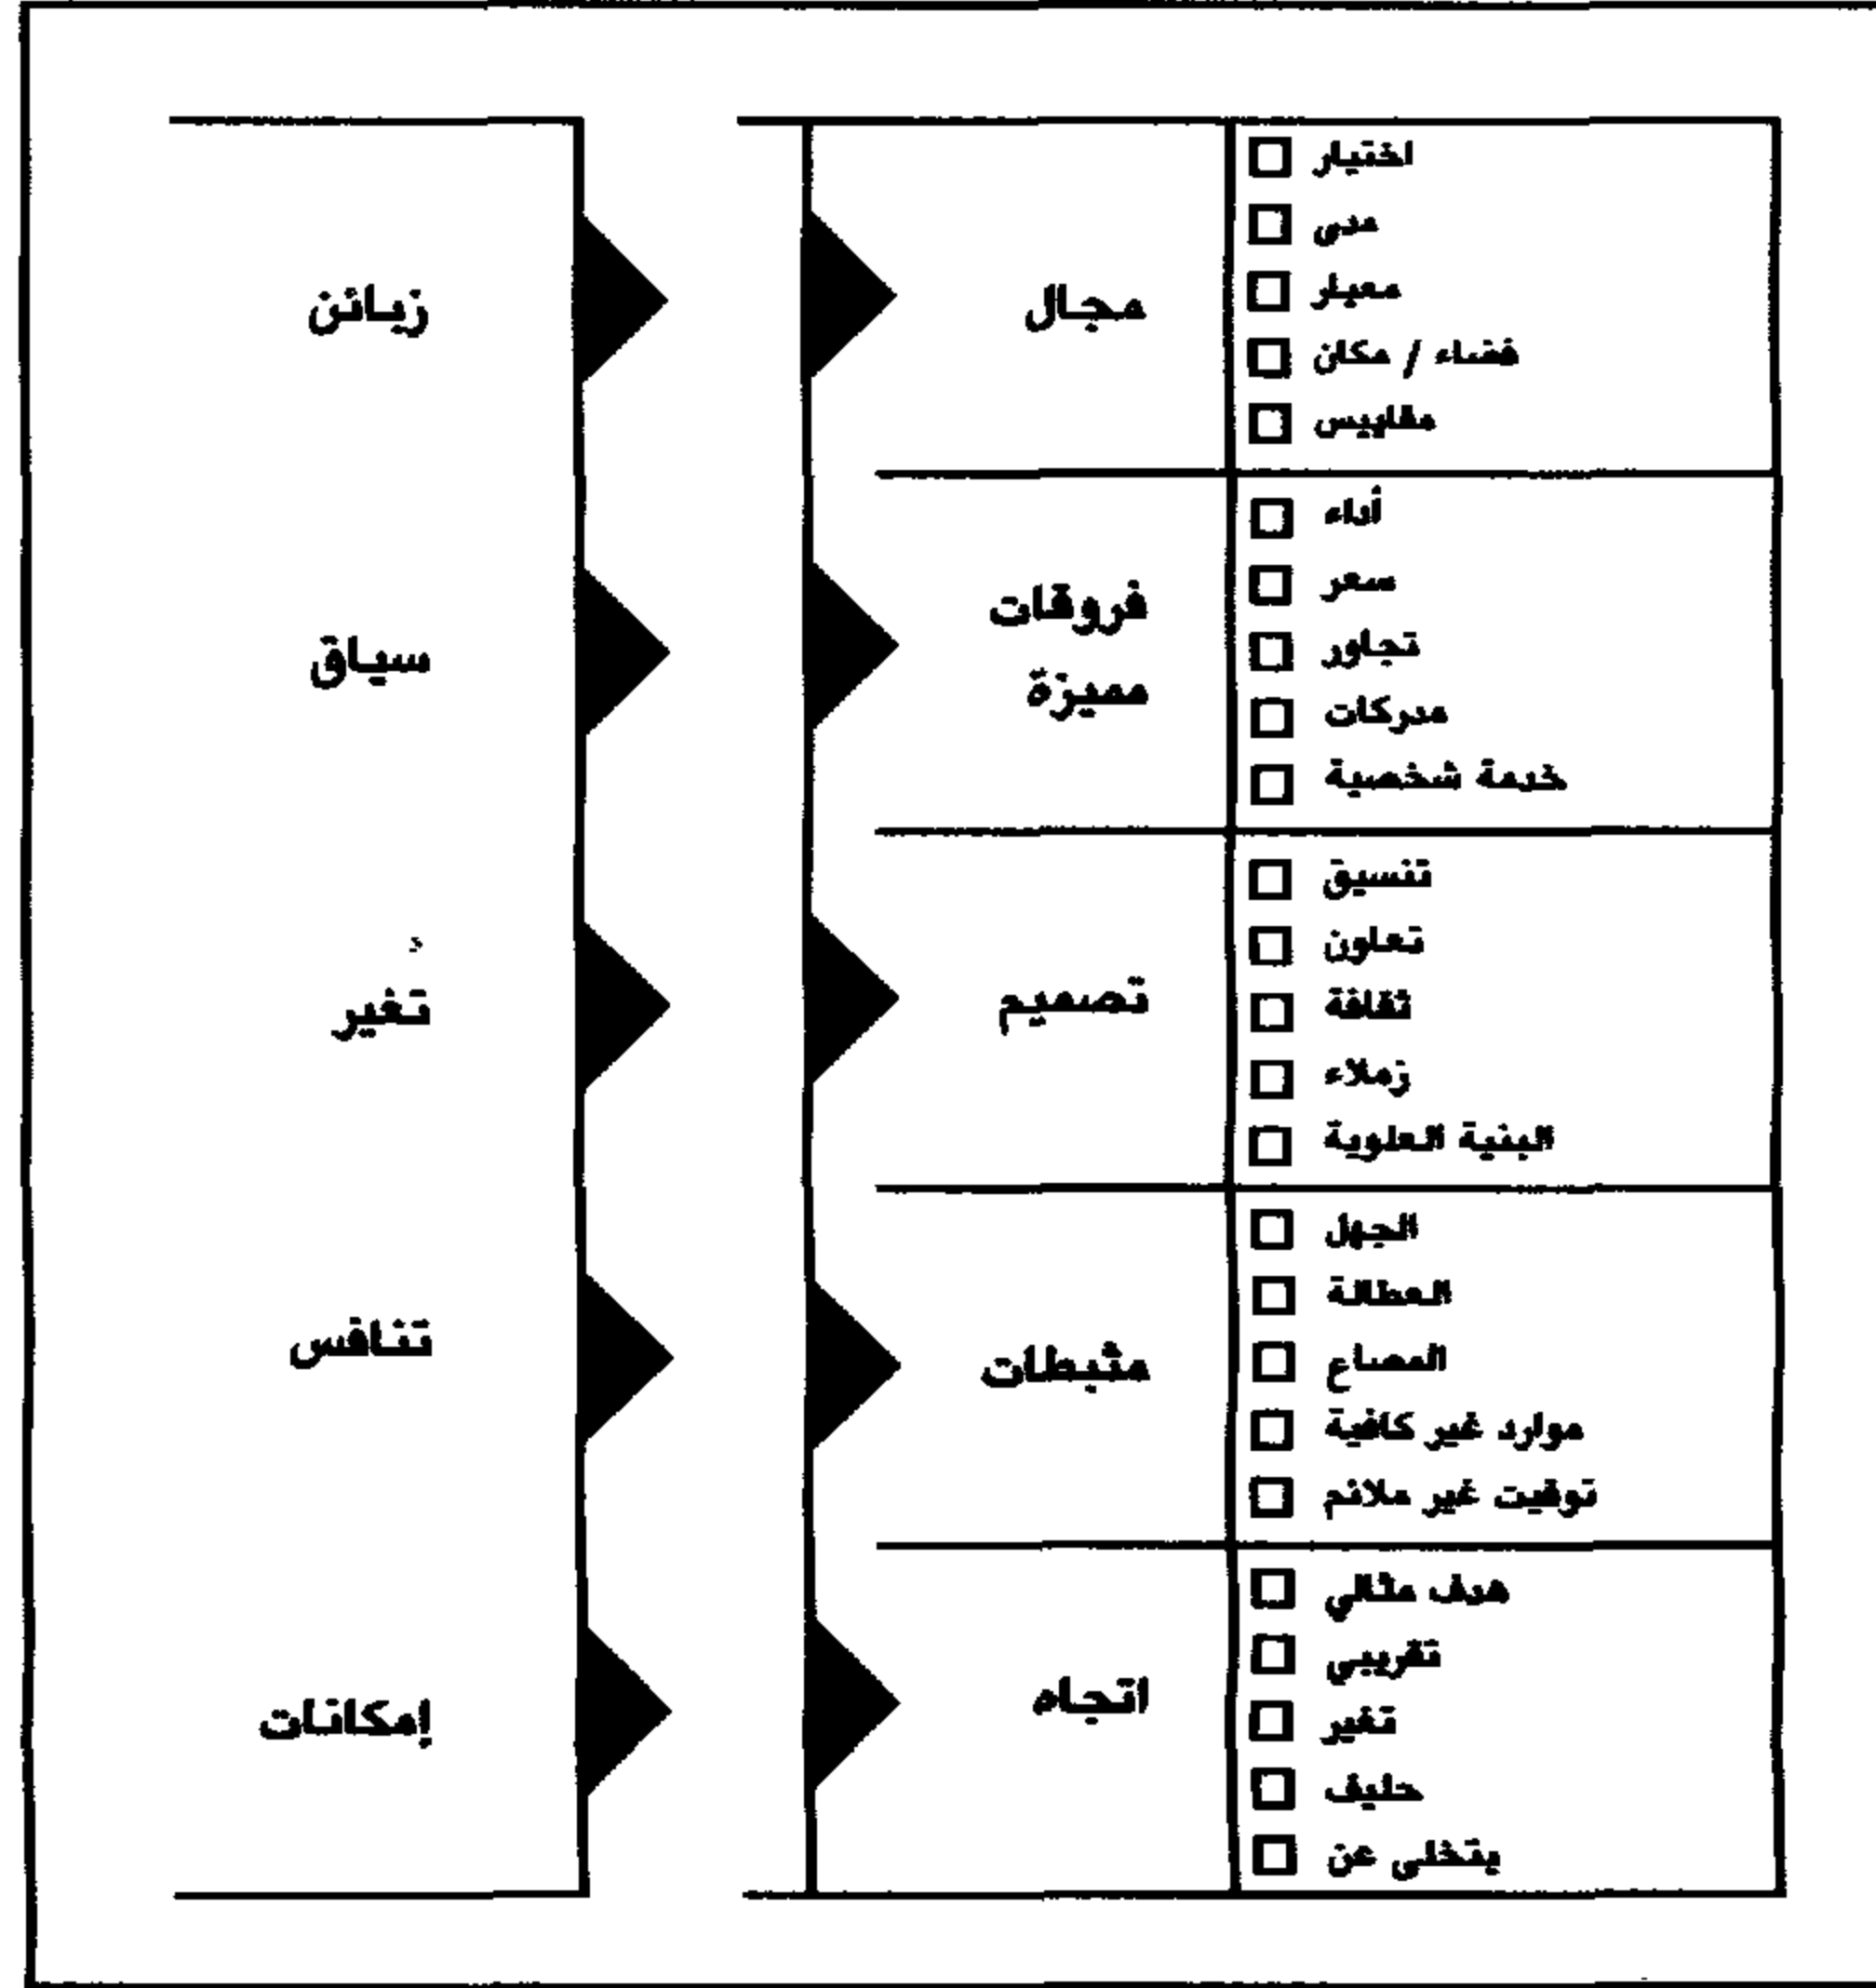 زبائن
سياق
تغير
تنافس
إمكانات
مجال
اختيار
مدى
معيار
فضاء / مكان
مقاييس
فروقات
مميزة
أداء
سعر
تجاور
مدركات
خدمة شخصية
تصميم
تنسيق
تعاون
ثقافة
زملاء
البنية العلوية
مثبطات
الجهل
العطالة
موارد غير كافية
توقيت غير ملائم
اتجاه
هدف مثالي
تقريبي
تغير
حليف
يتخلى عن